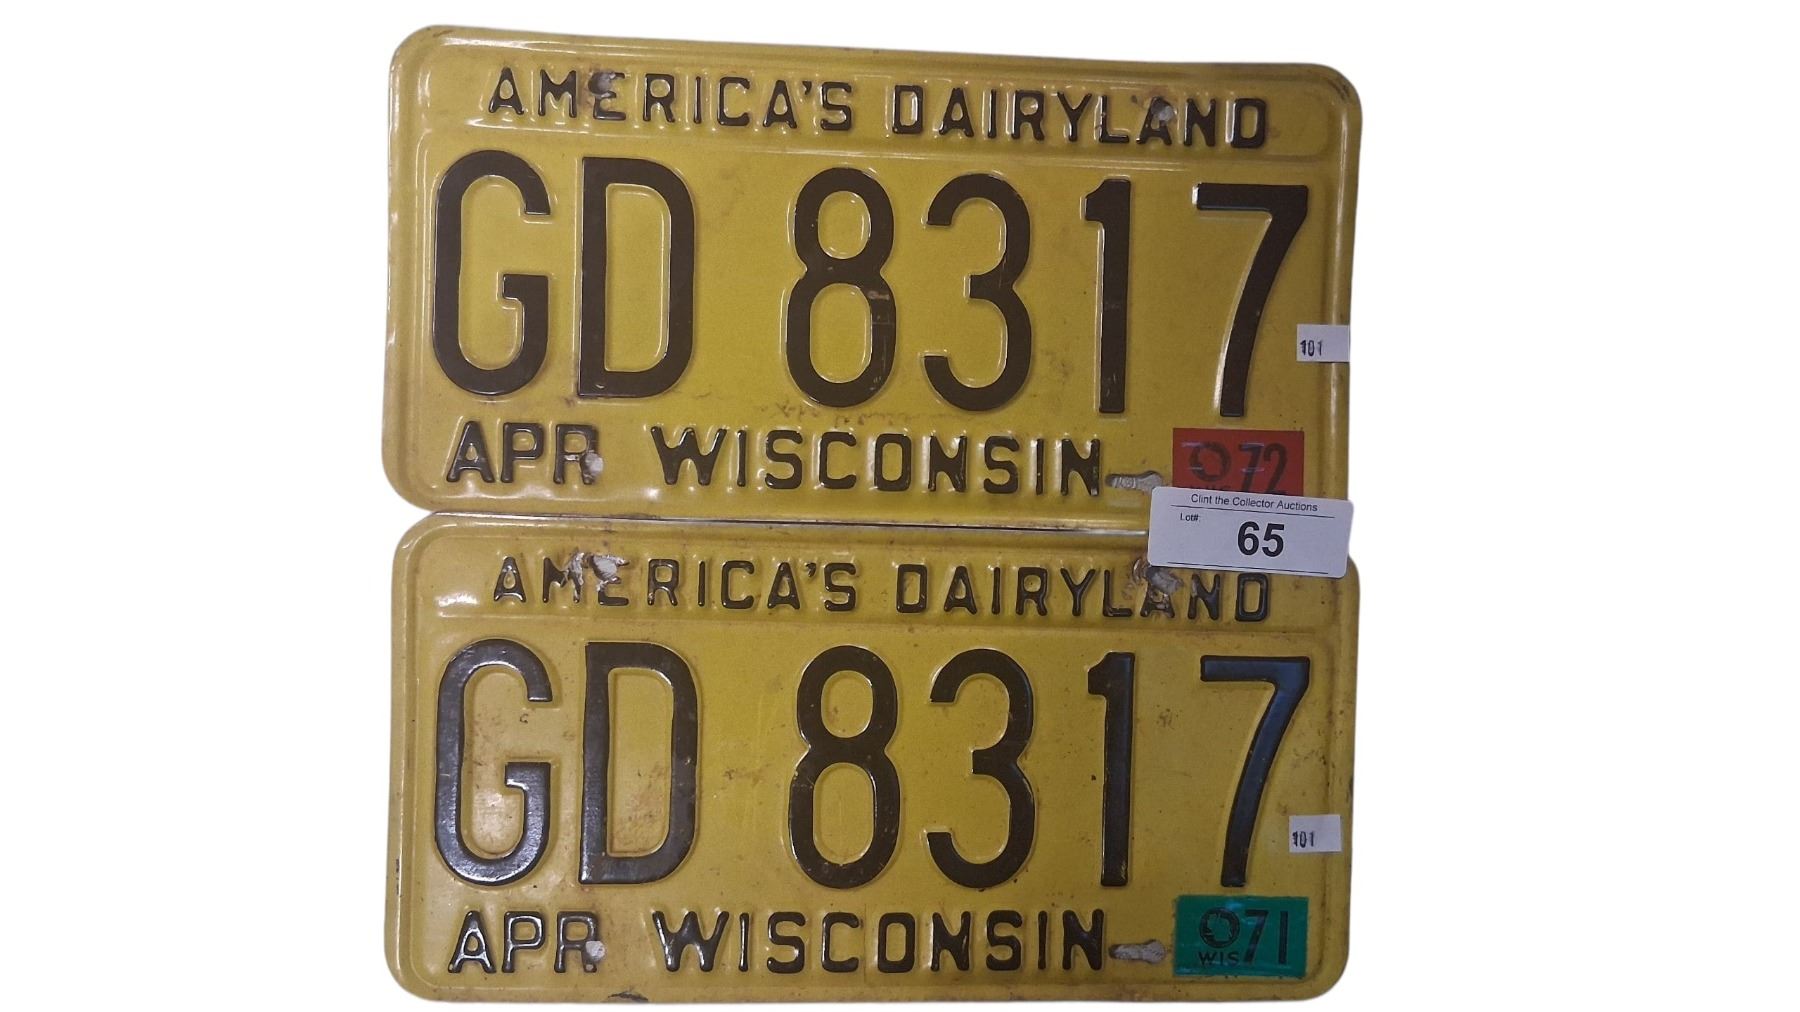 AMERICA'S DAIRYLAND
GD 8317
101
APR WISCONSIN 72
Clint the Collector Auctions
Lot#: 65
AMERICA'S DAIRYLAND
GD 8317
101
APR WISCONSIN 71
WIS